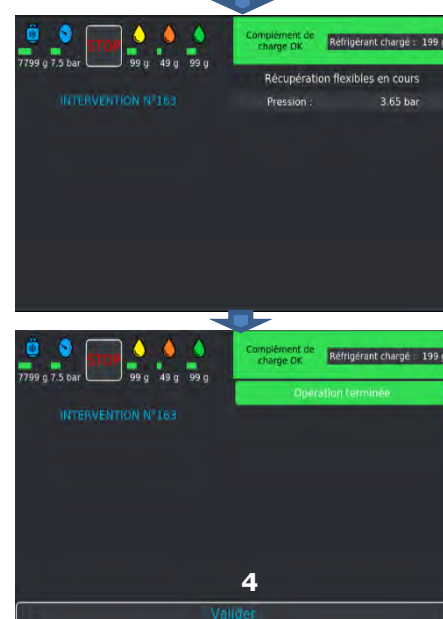 7799 g 7.5 bar STOP 99 g 49 g 99 g
Complément de charge OK Réfrigérant chargé : 199 g
Récupération flexibles en cours
INTERVENTION N°163 Pression : 3.65 bar
7799 g 7.5 bar STOP 99 g 49 g 99 g
Complément de charge OK Réfrigérant chargé : 199 g
Opération terminée
INTERVENTION N°163
4
Valider